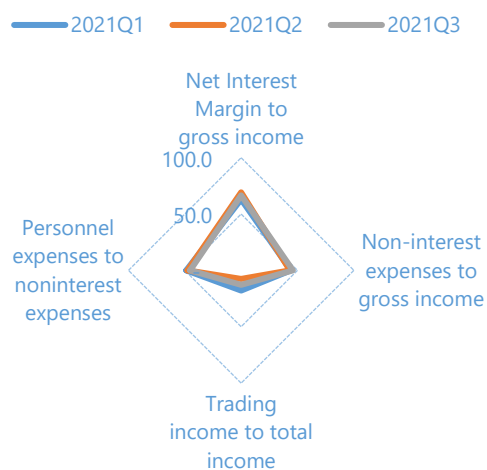 2021Q1 2021Q2 2021Q3
Net Interest
Margin to
gross income
100.0
50.0
Personnel
expenses to
noninterest
expenses
Non-interest
expenses to
gross income
Trading
income to total
income